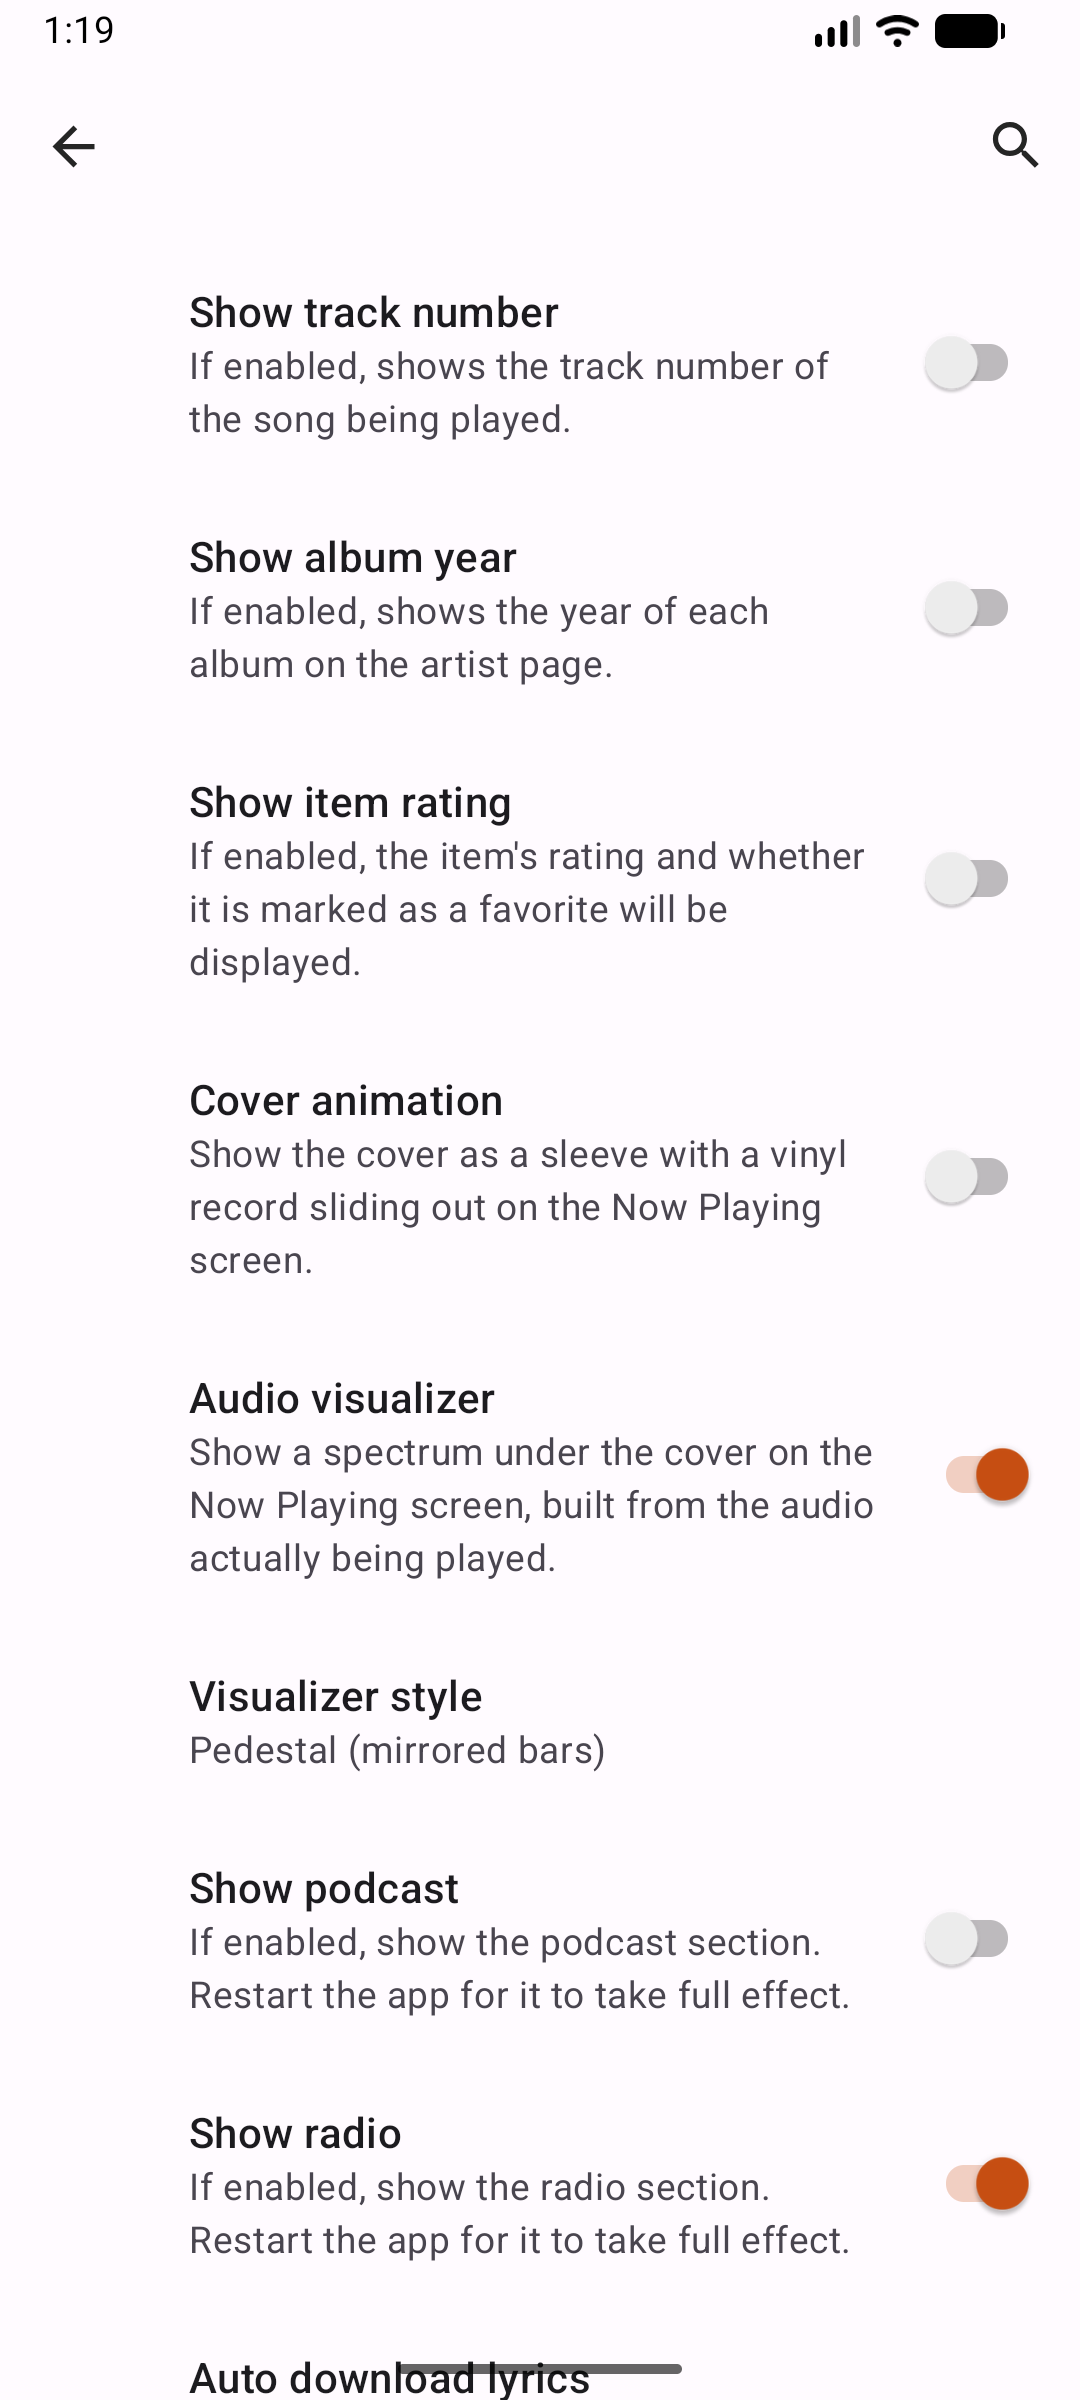 1:19
Show track number
If enabled, shows the track number of
the song being played.
Show album year
If enabled, shows the year of each
album on the artist page.
Show item rating
If enabled, the item's rating and whether
it is marked as a favorite will be
displayed.
Cover animation
Show the cover as a sleeve with a vinyl
record sliding out on the Now Playing
screen.
Audio visualizer
Show a spectrum under the cover on the
Now Playing screen, built from the audio
actually being played.
Visualizer style
Pedestal (mirrored bars)
Show podcast
If enabled, show the podcast section.
Restart the app for it to take full effect.
Show radio
If enabled, show the radio section.
Restart the app for it to take full effect.
Auto download lyrics